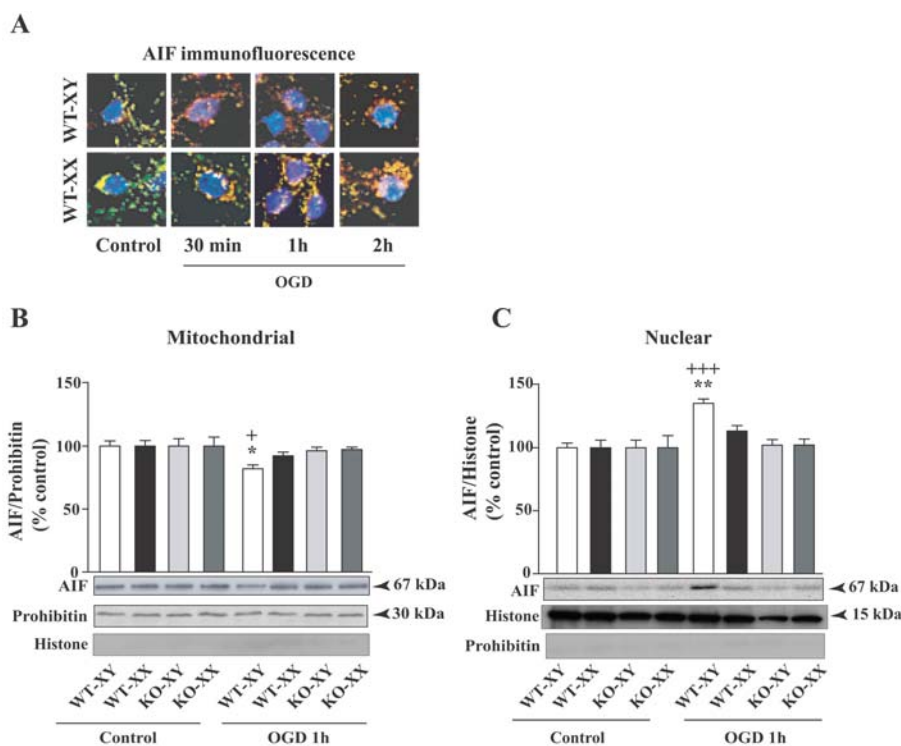 A
AIF immunofluorescence
WT-XY
WT-XX
Control 30 min 1h 2h
OGD
B
Mitochondrial
AIF/Prohibitin
(% control)
150
100
50
0
+
*
AIF 67 kDa
Prohibitin 30 kDa
Histone
WT-XY WT-XX KO-XY KO-XX WT-XY WT-XX KO-XY KO-XX
Control OGD 1h
C
Nuclear
AIF/Histone
(% control)
150
100
50
0
+++
**
AIF 67 kDa
Histone 15 kDa
Prohibitin
WT-XY WT-XX KO-XY KO-XX WT-XY WT-XX KO-XY KO-XX
Control OGD 1h